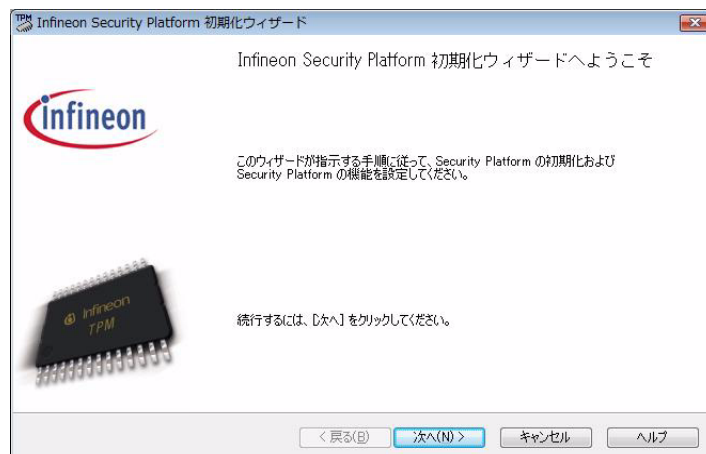 TPM Infineon Security Platform 初期化ウィザード
Infineon Security Platform 初期化ウィザードへようこそ
infineon
このウィザードが指示する手順に従って、Security Platform の初期化および
Security Platform の機能を設定してください。
infineon
TPM
続行するには、[次へ] をクリックしてください。
< 戻る(B)
次へ(N) >
キャンセル
ヘルプ